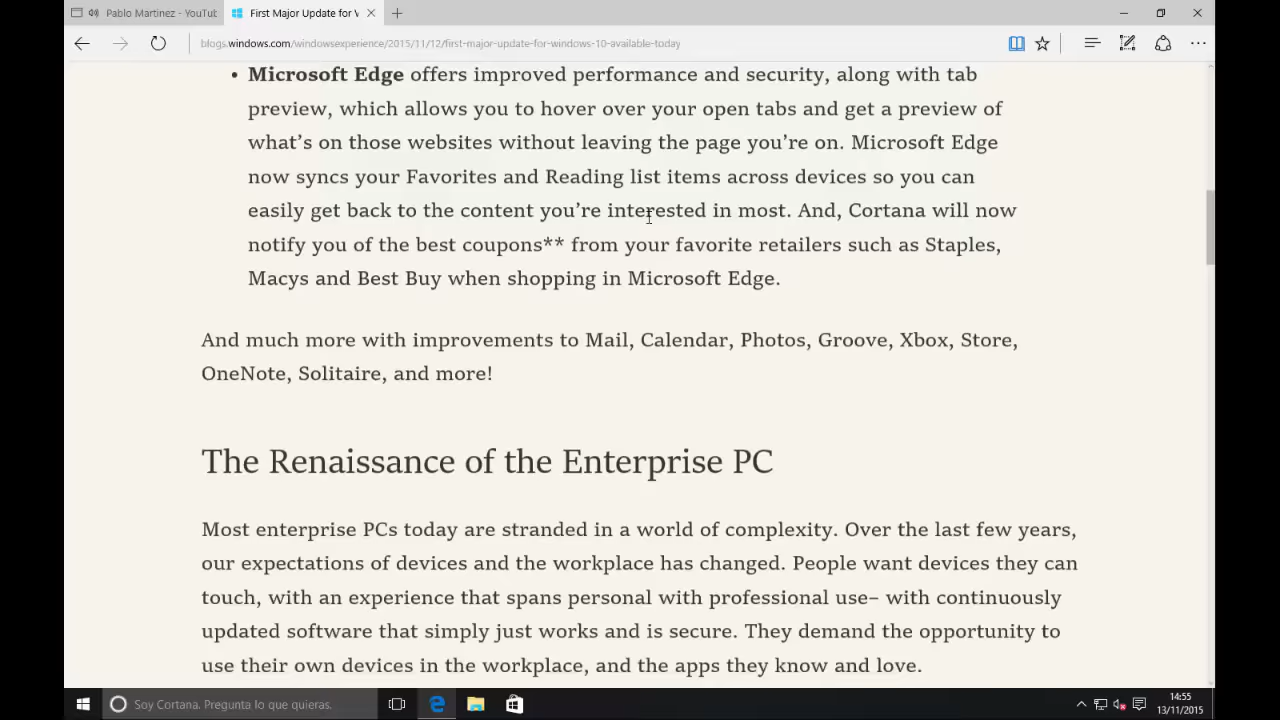 Pablo Martinez - YouTut
First Major Update for V
blogs.windows.com/windowsexperience/2015/11/12/first-major-update-for-windows-10-available-today
• Microsoft Edge offers improved performance and security, along with tab
preview, which allows you to hover over your open tabs and get a preview of
what’s on those websites without leaving the page you’re on. Microsoft Edge
now syncs your Favorites and Reading list items across devices so you can
easily get back to the content you’re interested in most. And, Cortana will now
notify you of the best coupons** from your favorite retailers such as Staples,
Macys and Best Buy when shopping in Microsoft Edge.
And much more with improvements to Mail, Calendar, Photos, Groove, Xbox, Store,
OneNote, Solitaire, and more!
The Renaissance of the Enterprise PC
Most enterprise PCs today are stranded in a world of complexity. Over the last few years,
our expectations of devices and the workplace has changed. People want devices they can
touch, with an experience that spans personal with professional use– with continuously
updated software that simply just works and is secure. They demand the opportunity to
use their own devices in the workplace, and the apps they know and love.
Soy Cortana. Pregunta lo que quieras.
14:55
13/11/2015